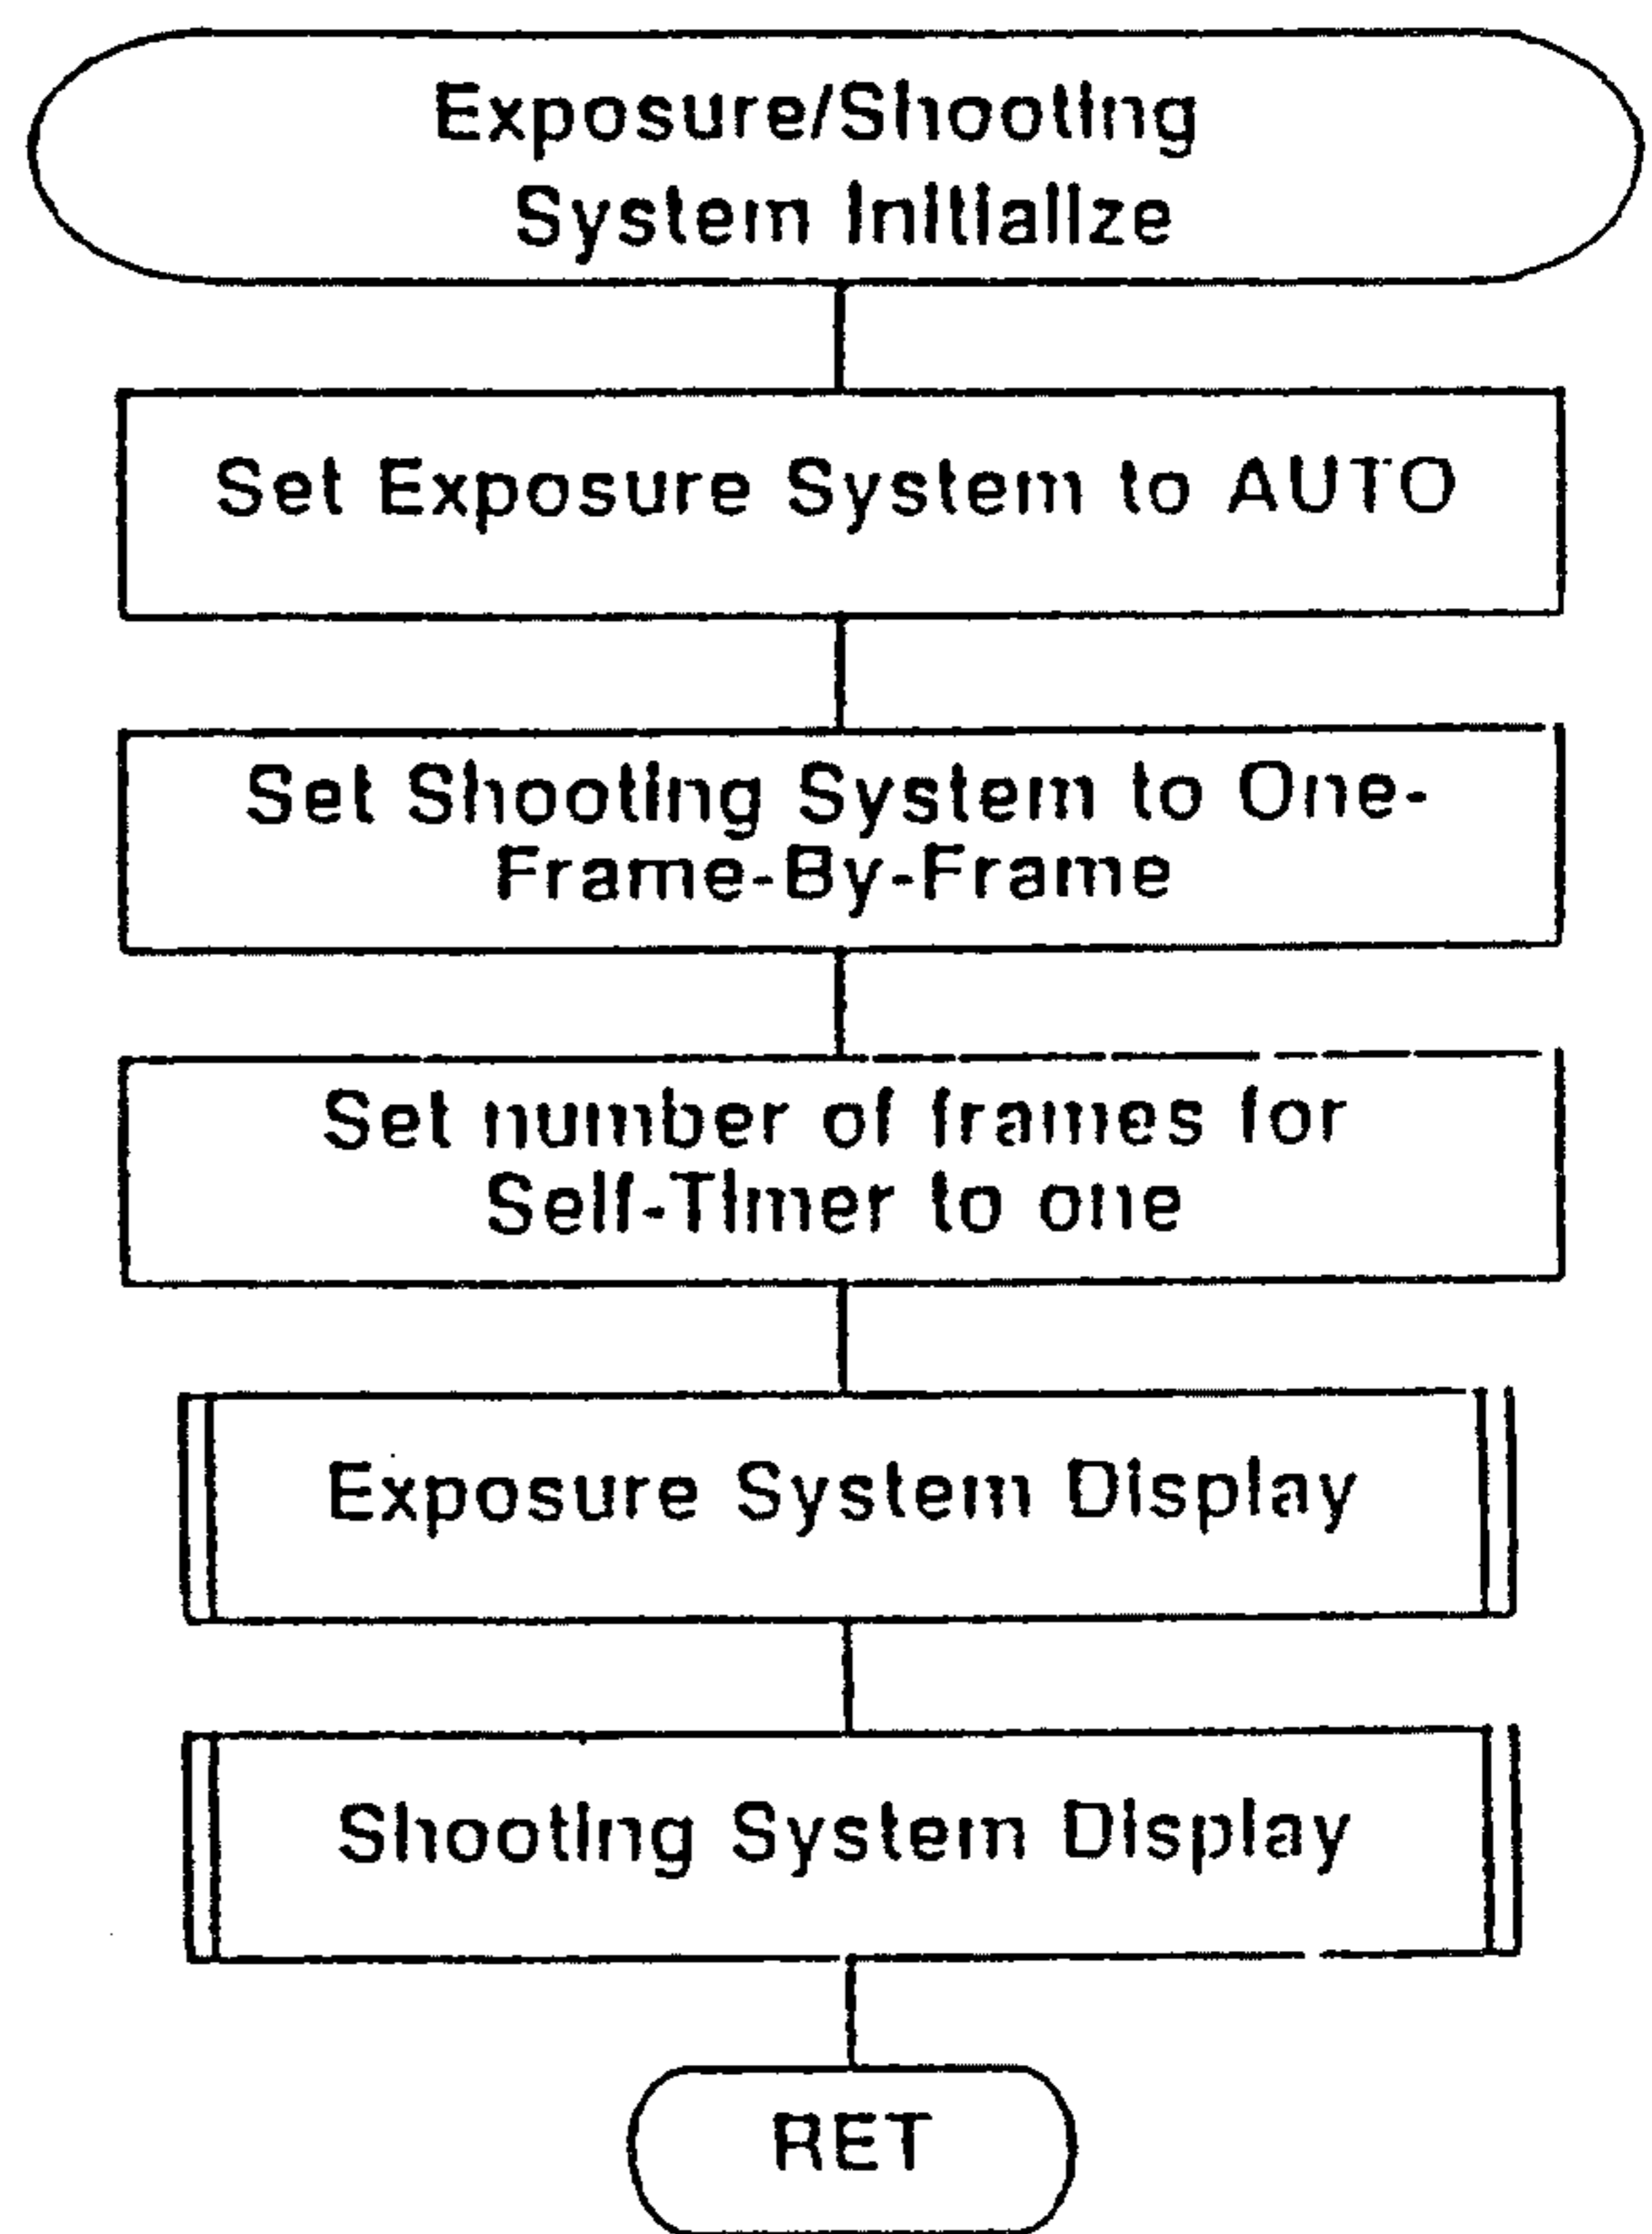 Exposure/Shooting
System Initialize
Set Exposure System to AUTO
Set Shooting System to One-
Frame-By-Frame
Set number of frames for
Self-Timer to one
Exposure System Display
Shooting System Display
RET